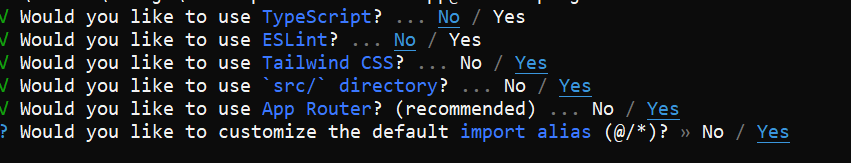 √ Would you like to use TypeScript? ... No / Yes
√ Would you like to use ESLint? ... No / Yes
√ Would you like to use Tailwind CSS? ... No / Yes
√ Would you like to use `src/` directory? ... No / Yes
√ Would you like to use App Router? (recommended) ... No / Yes
? Would you like to customize the default import alias (@/*)? » No / Yes